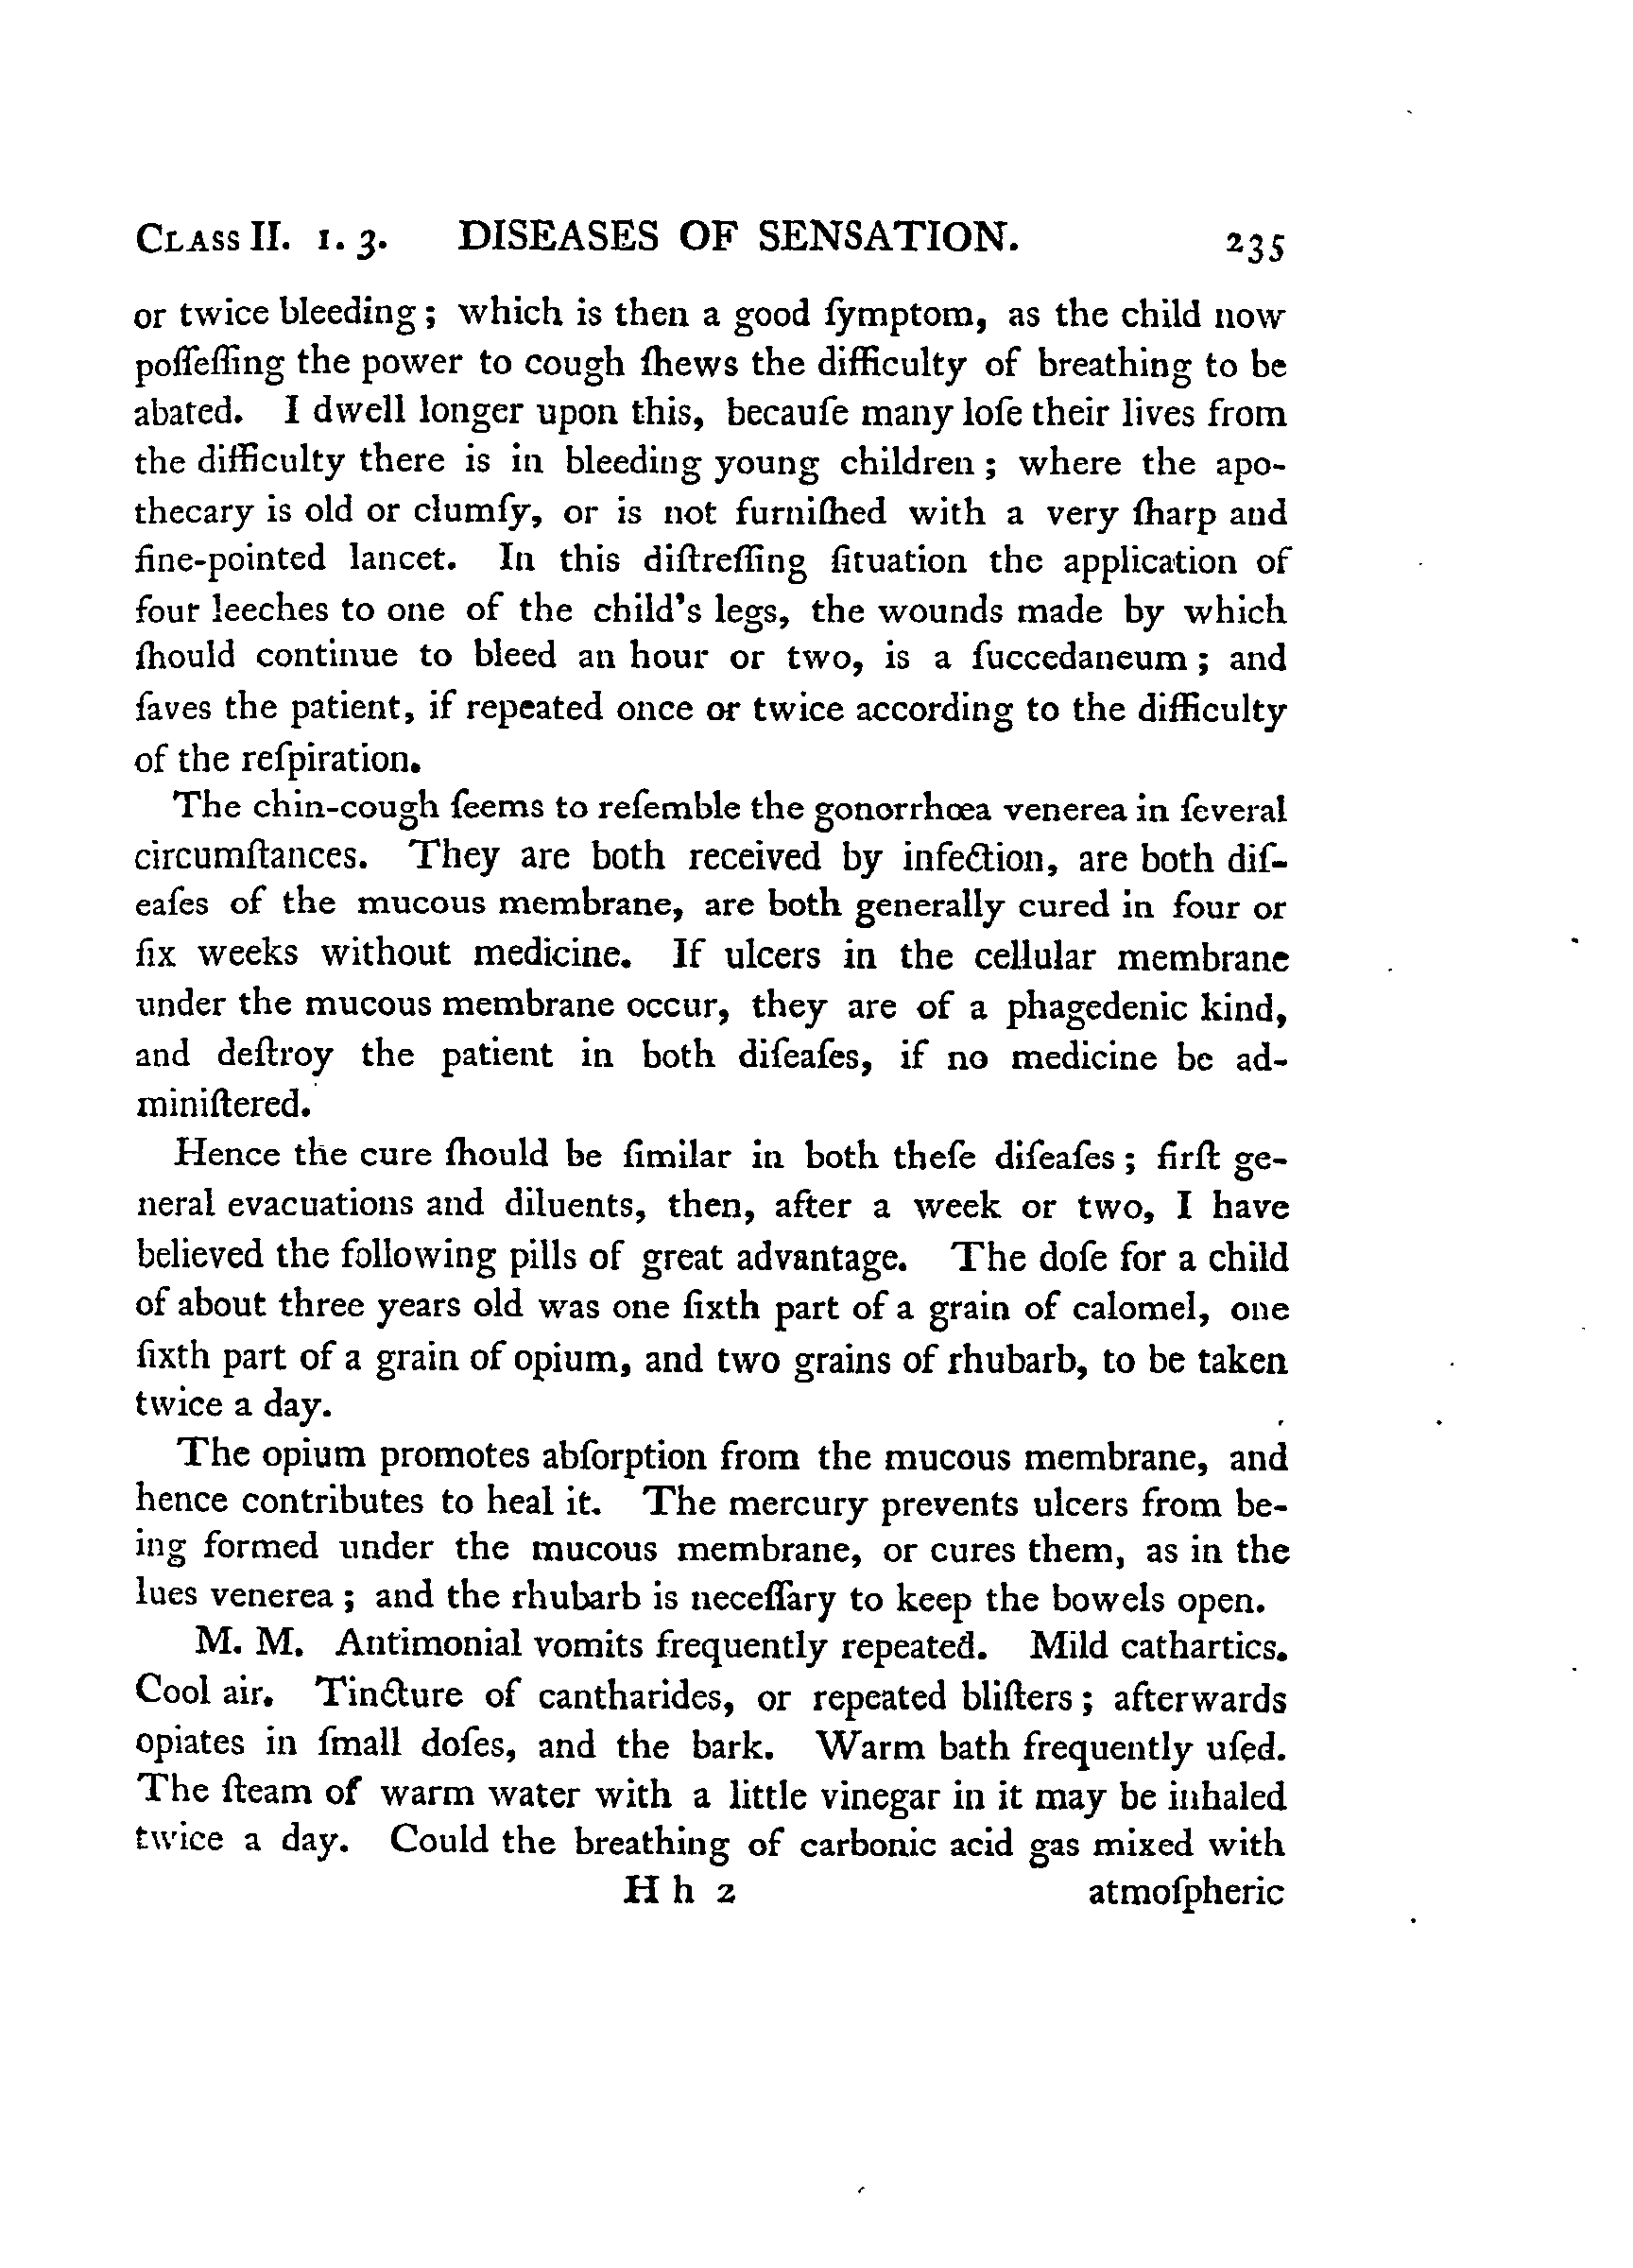 CLASS II. 1. 3. DISEASES OF SENSATION. 235
or twice bleeding; which is then a good ſymptom, as the child now
poſſeſſing the power to cough ſhews the difficulty of breathing to be
abated. I dwell longer upon this, becauſe many loſe their lives from
the difficulty there is in bleeding young children; where the apo-
thecary is old or clumſy, or is not furniſhed with a very ſharp and
fine-pointed lancet. In this diſtreſſing ſituation the application of
four leeches to one of the child's legs, the wounds made by which
ſhould continue to bleed an hour or two, is a ſuccedaneum; and
ſaves the patient, if repeated once or twice according to the difficulty
of the reſpiration.
The chin-cough ſeems to reſemble the gonorrhœa venerea in ſeveral
circumſtances. They are both received by infection, are both diſ-
eaſes of the mucous membrane, are both generally cured in four or
ſix weeks without medicine. If ulcers in the cellular membrane
under the mucous membrane occur, they are of a phagedenic kind,
and deſtroy the patient in both diſeaſes, if no medicine be ad-
miniſtered.
Hence the cure ſhould be ſimilar in both theſe diſeaſes; firſt ge-
neral evacuations and diluents, then, after a week or two, I have
believed the following pills of great advantage. The doſe for a child
of about three years old was one ſixth part of a grain of calomel, one
ſixth part of a grain of opium, and two grains of rhubarb, to be taken
twice a day.
The opium promotes abſorption from the mucous membrane, and
hence contributes to heal it. The mercury prevents ulcers from be-
ing formed under the mucous membrane, or cures them, as in the
lues venerea; and the rhubarb is neceſſary to keep the bowels open.
M. M. Antimonial vomits frequently repeated. Mild cathartics.
Cool air. Tincture of cantharides, or repeated bliſters; afterwards
opiates in ſmall doſes, and the bark. Warm bath frequently uſed.
The ſteam of warm water with a little vinegar in it may be inhaled
twice a day. Could the breathing of carbonic acid gas mixed with
H h 2 atmoſpheric